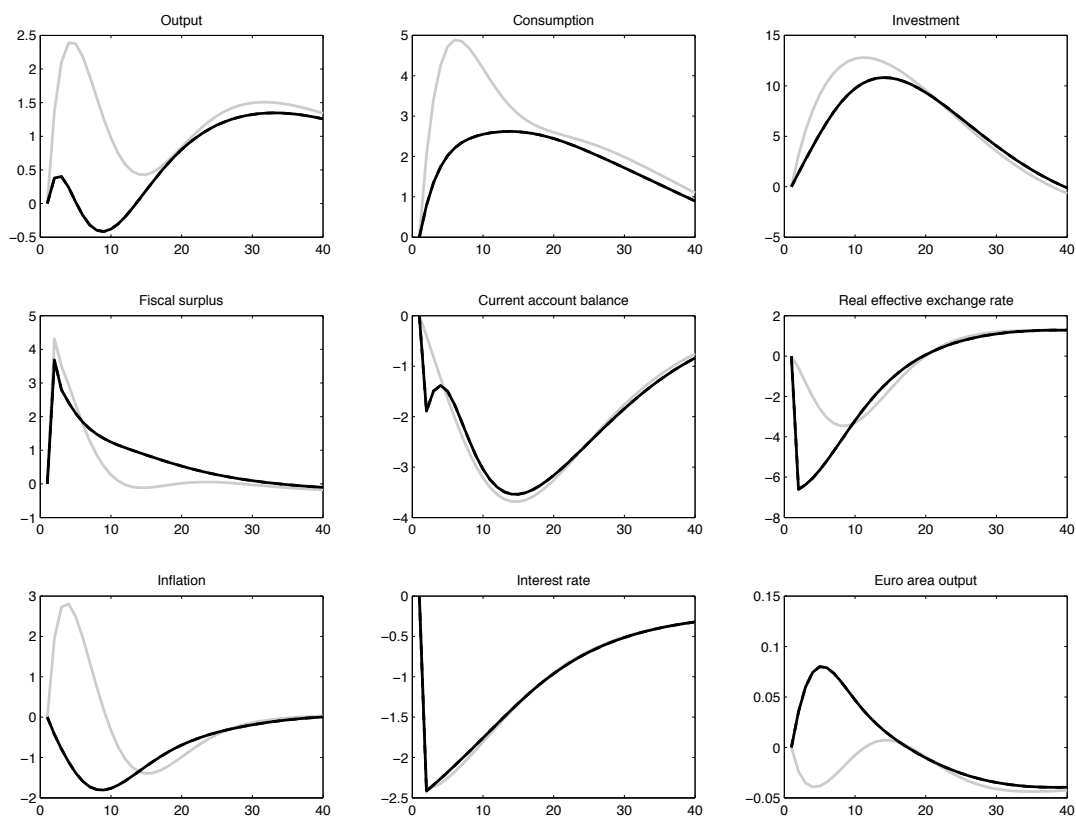 Output
2.5
2
1.5
1
0.5
0
−0.5
0 10 20 30 40
Consumption
5
4
3
2
1
0
0 10 20 30 40
Investment
15
10
5
0
−5
0 10 20 30 40
Fiscal surplus
5
4
3
2
1
0
−1
0 10 20 30 40
Current account balance
0
−1
−2
−3
−4
0 10 20 30 40
Real effective exchange rate
2
0
−2
−4
−6
−8
0 10 20 30 40
Inflation
3
2
1
0
−1
−2
0 10 20 30 40
Interest rate
0
−0.5
−1
−1.5
−2
−2.5
0 10 20 30 40
Euro area output
0.15
0.1
0.05
0
−0.05
0 10 20 30 40